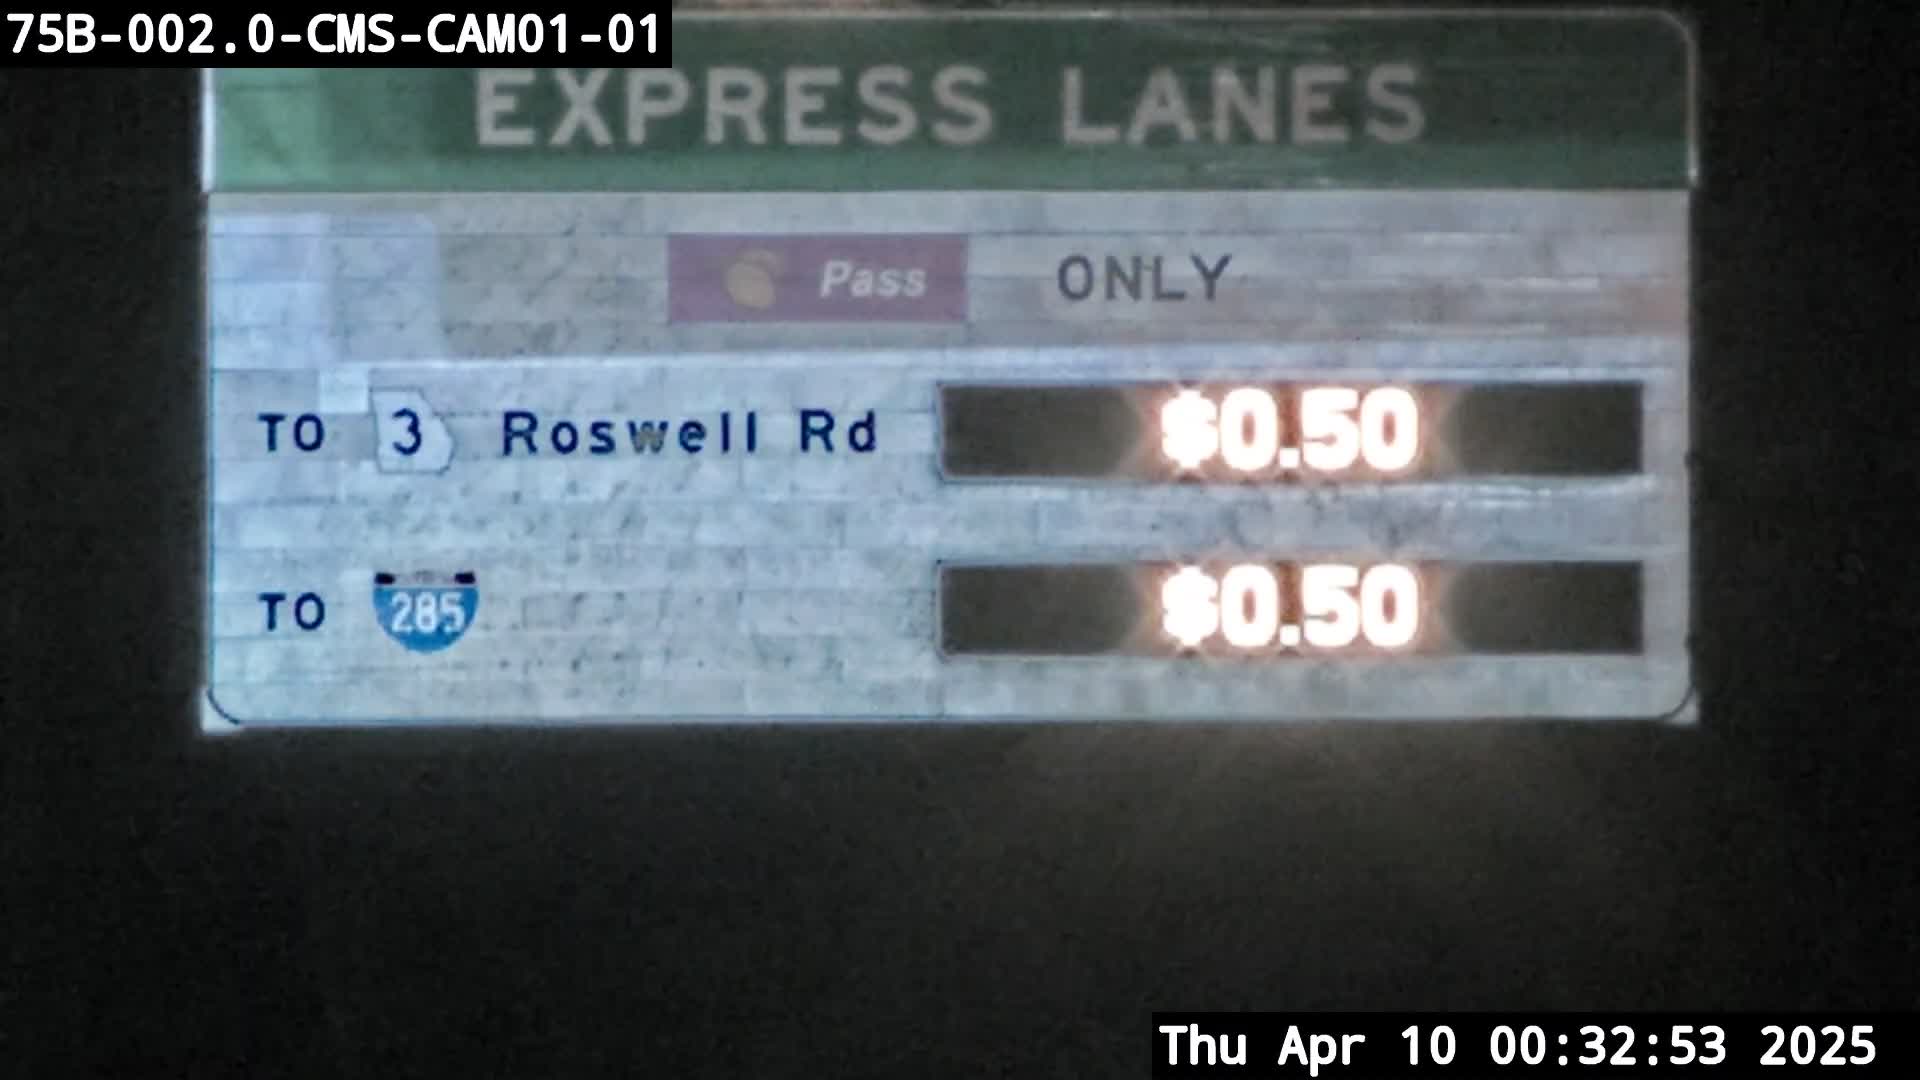 75B-002.0-CMS-CAM01-01
EXPRESS LANES
Pass ONLY
TO 3 Roswell Rd $0.50
TO 285 $0.50
Thu Apr 10 00:32:53 2025